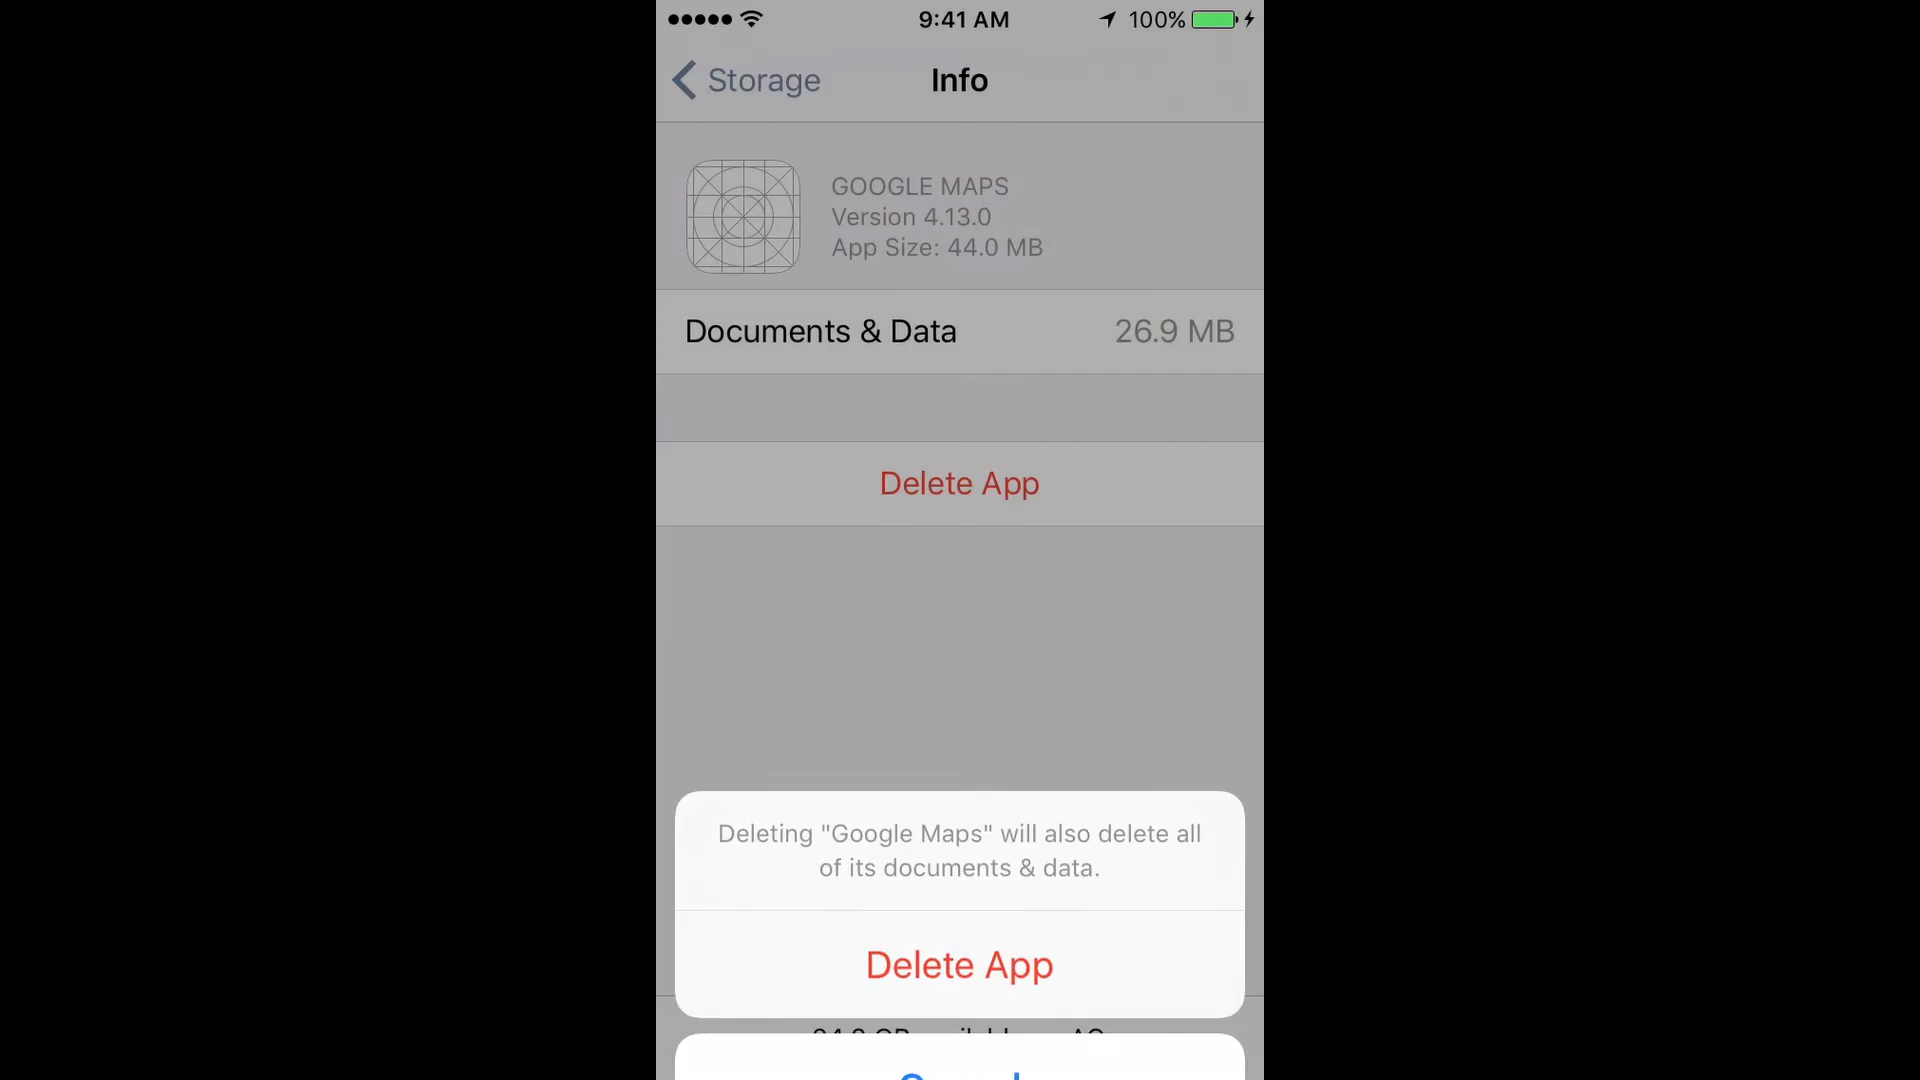 9:41 AM
100%
Storage
Info
GOOGLE MAPS
Version 4.13.0
App Size: 44.0 MB
Documents & Data
26.9 MB
Delete App
Deleting "Google Maps" will also delete all
of its documents & data.
Delete App